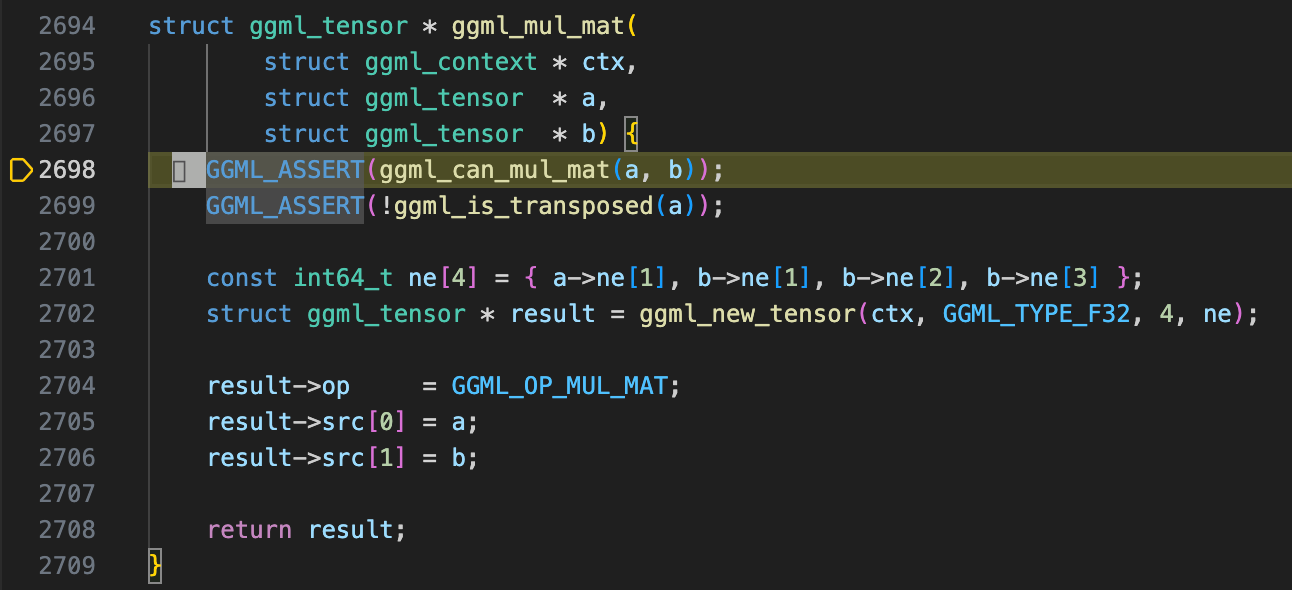 2694 struct ggml_tensor * ggml_mul_mat(
2695         struct ggml_context * ctx,
2696         struct ggml_tensor  * a,
2697         struct ggml_tensor  * b) {
2698     GGML_ASSERT(ggml_can_mul_mat(a, b));
2699     GGML_ASSERT(!ggml_is_transposed(a));
2700
2701     const int64_t ne[4] = { a->ne[1], b->ne[1], b->ne[2], b->ne[3] };
2702     struct ggml_tensor * result = ggml_new_tensor(ctx, GGML_TYPE_F32, 4, ne);
2703
2704     result->op     = GGML_OP_MUL_MAT;
2705     result->src[0] = a;
2706     result->src[1] = b;
2707
2708     return result;
2709 }